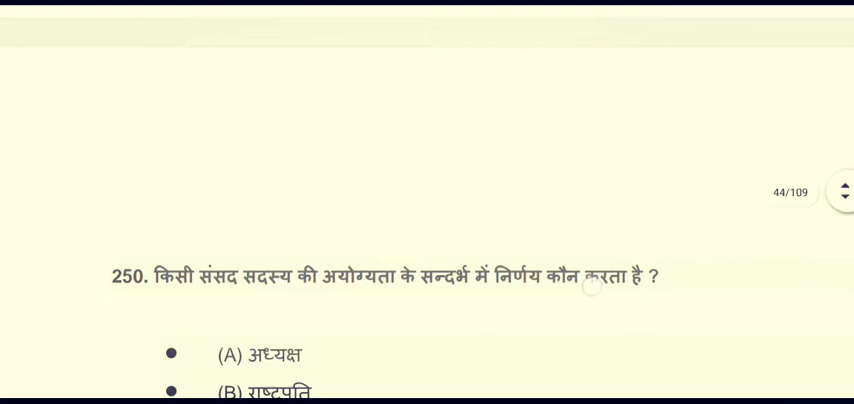 44/109
250. किसी संसद सदस्य की अयोग्यता के सन्दर्भ में निर्णय कौन करता है ?
(A) अध्यक्ष
(B) राष्ट्रपति